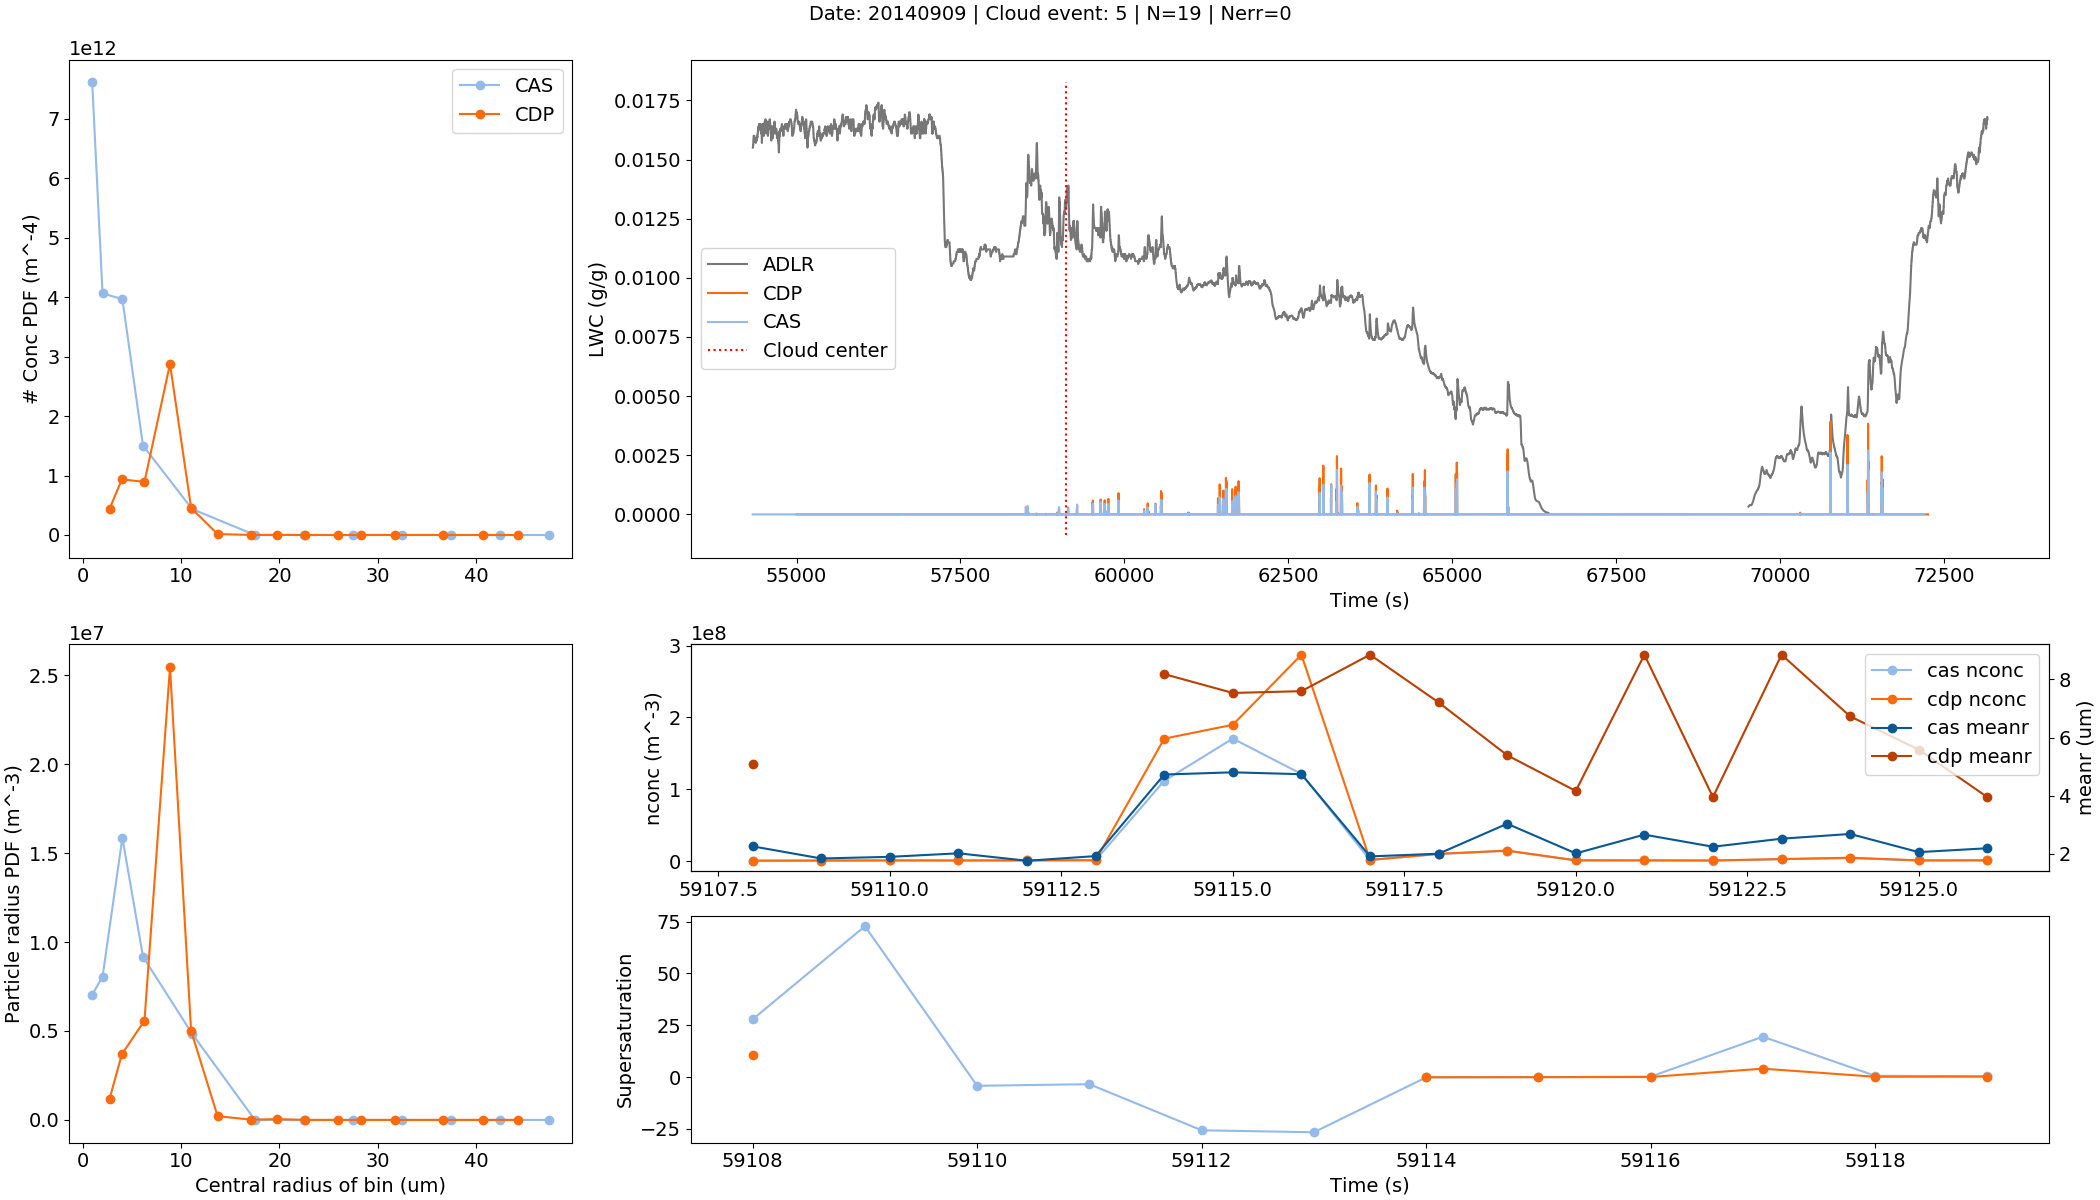 Date: 20140909 | Cloud event: 5 | N=19 | Nerr=0
1e12
# Conc PDF (m^-4)
7
6
5
4
3
2
1
0
CAS
CDP
0 10 20 30 40
LWC (g/g)
0.0175
0.0150
0.0125
0.0100
0.0075
0.0050
0.0025
0.0000
ADLR
CDP
CAS
Cloud center
55000 57500 60000 62500 65000 67500 70000 72500
Time (s)
1e7
Particle radius PDF (m^-3)
2.5
2.0
1.5
1.0
0.5
0.0
0 10 20 30 40
Central radius of bin (um)
1e8
nconc (m^-3)
3
2
1
0
cas nconc
cdp nconc
cas meanr
cdp meanr
8
6
4
2
meanr (um)
59107.5 59110.0 59112.5 59115.0 59117.5 59120.0 59122.5 59125.0
Supersaturation
75
50
25
0
−25
59108 59110 59112 59114 59116 59118
Time (s)